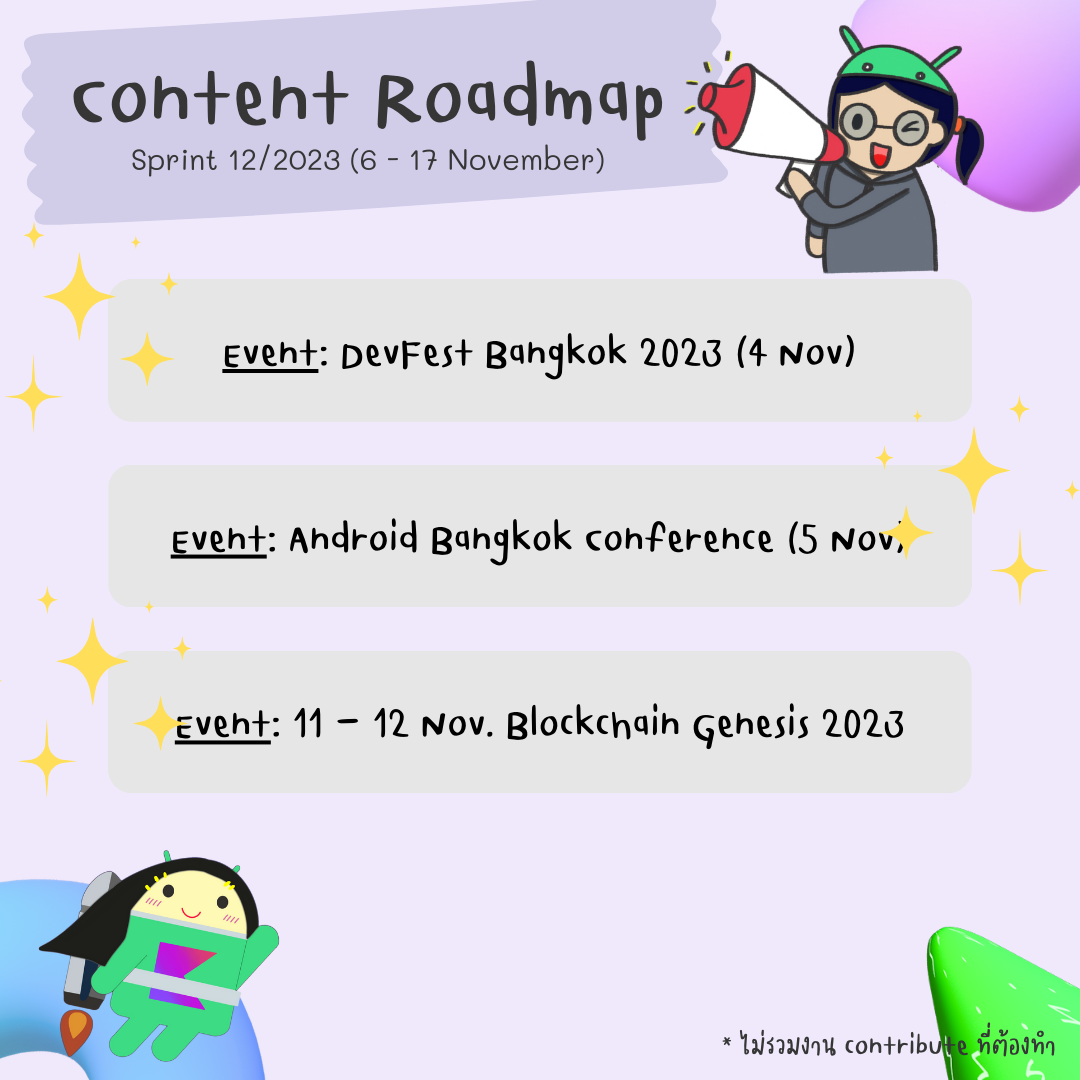 Content Roadmap
Sprint 12/2023 (6 - 17 November)
Event: DevFest Bangkok 2023 (4 Nov)
Event: Android Bangkok Conference (5 Nov)
Event: 11 - 12 Nov. Blockchain Genesis 2023
* ไม่รวมงาน contribute ที่ต้องทำ